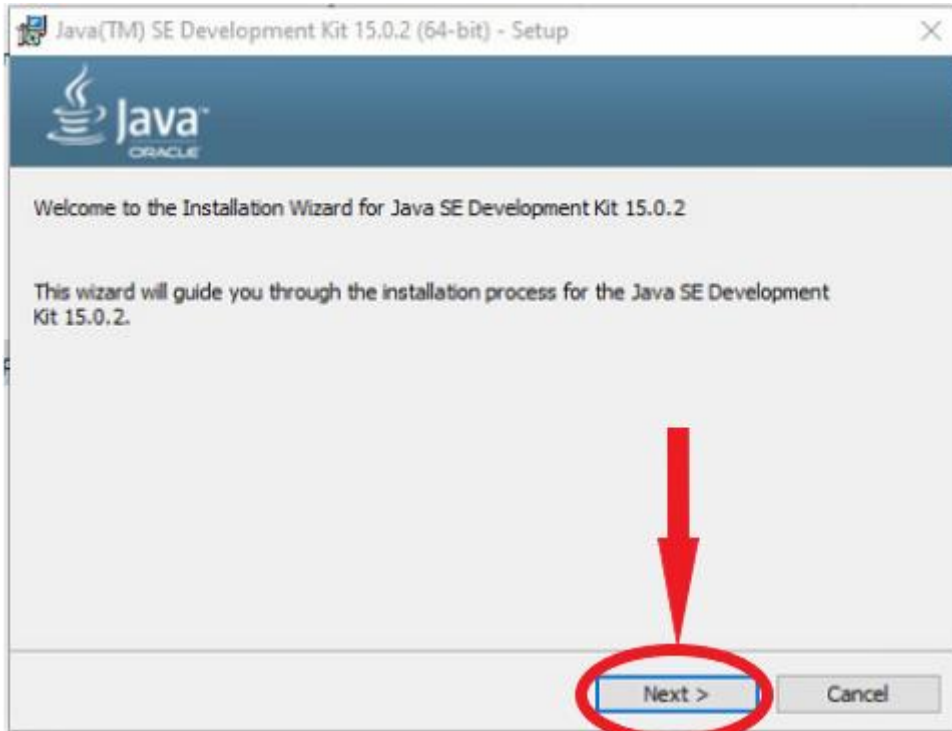 Java(TM) SE Development Kit 15.0.2 (64-bit) - Setup
Java™
ORACLE
Welcome to the Installation Wizard for Java SE Development Kit 15.0.2
This wizard will guide you through the installation process for the Java SE Development
Kit 15.0.2.
Next >
Cancel